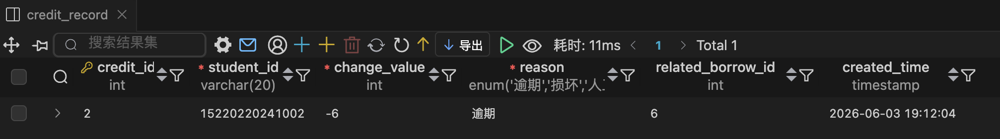 credit_record
搜索结果集 导出 耗时: 11ms 1 Total 1
credit_id * student_id * change_value * reason related_borrow_id created_time
int varchar(20) int enum('逾期','损坏','人工 int timestamp
2 15220220241002 -6 逾期 6 2026-06-03 19:12:04